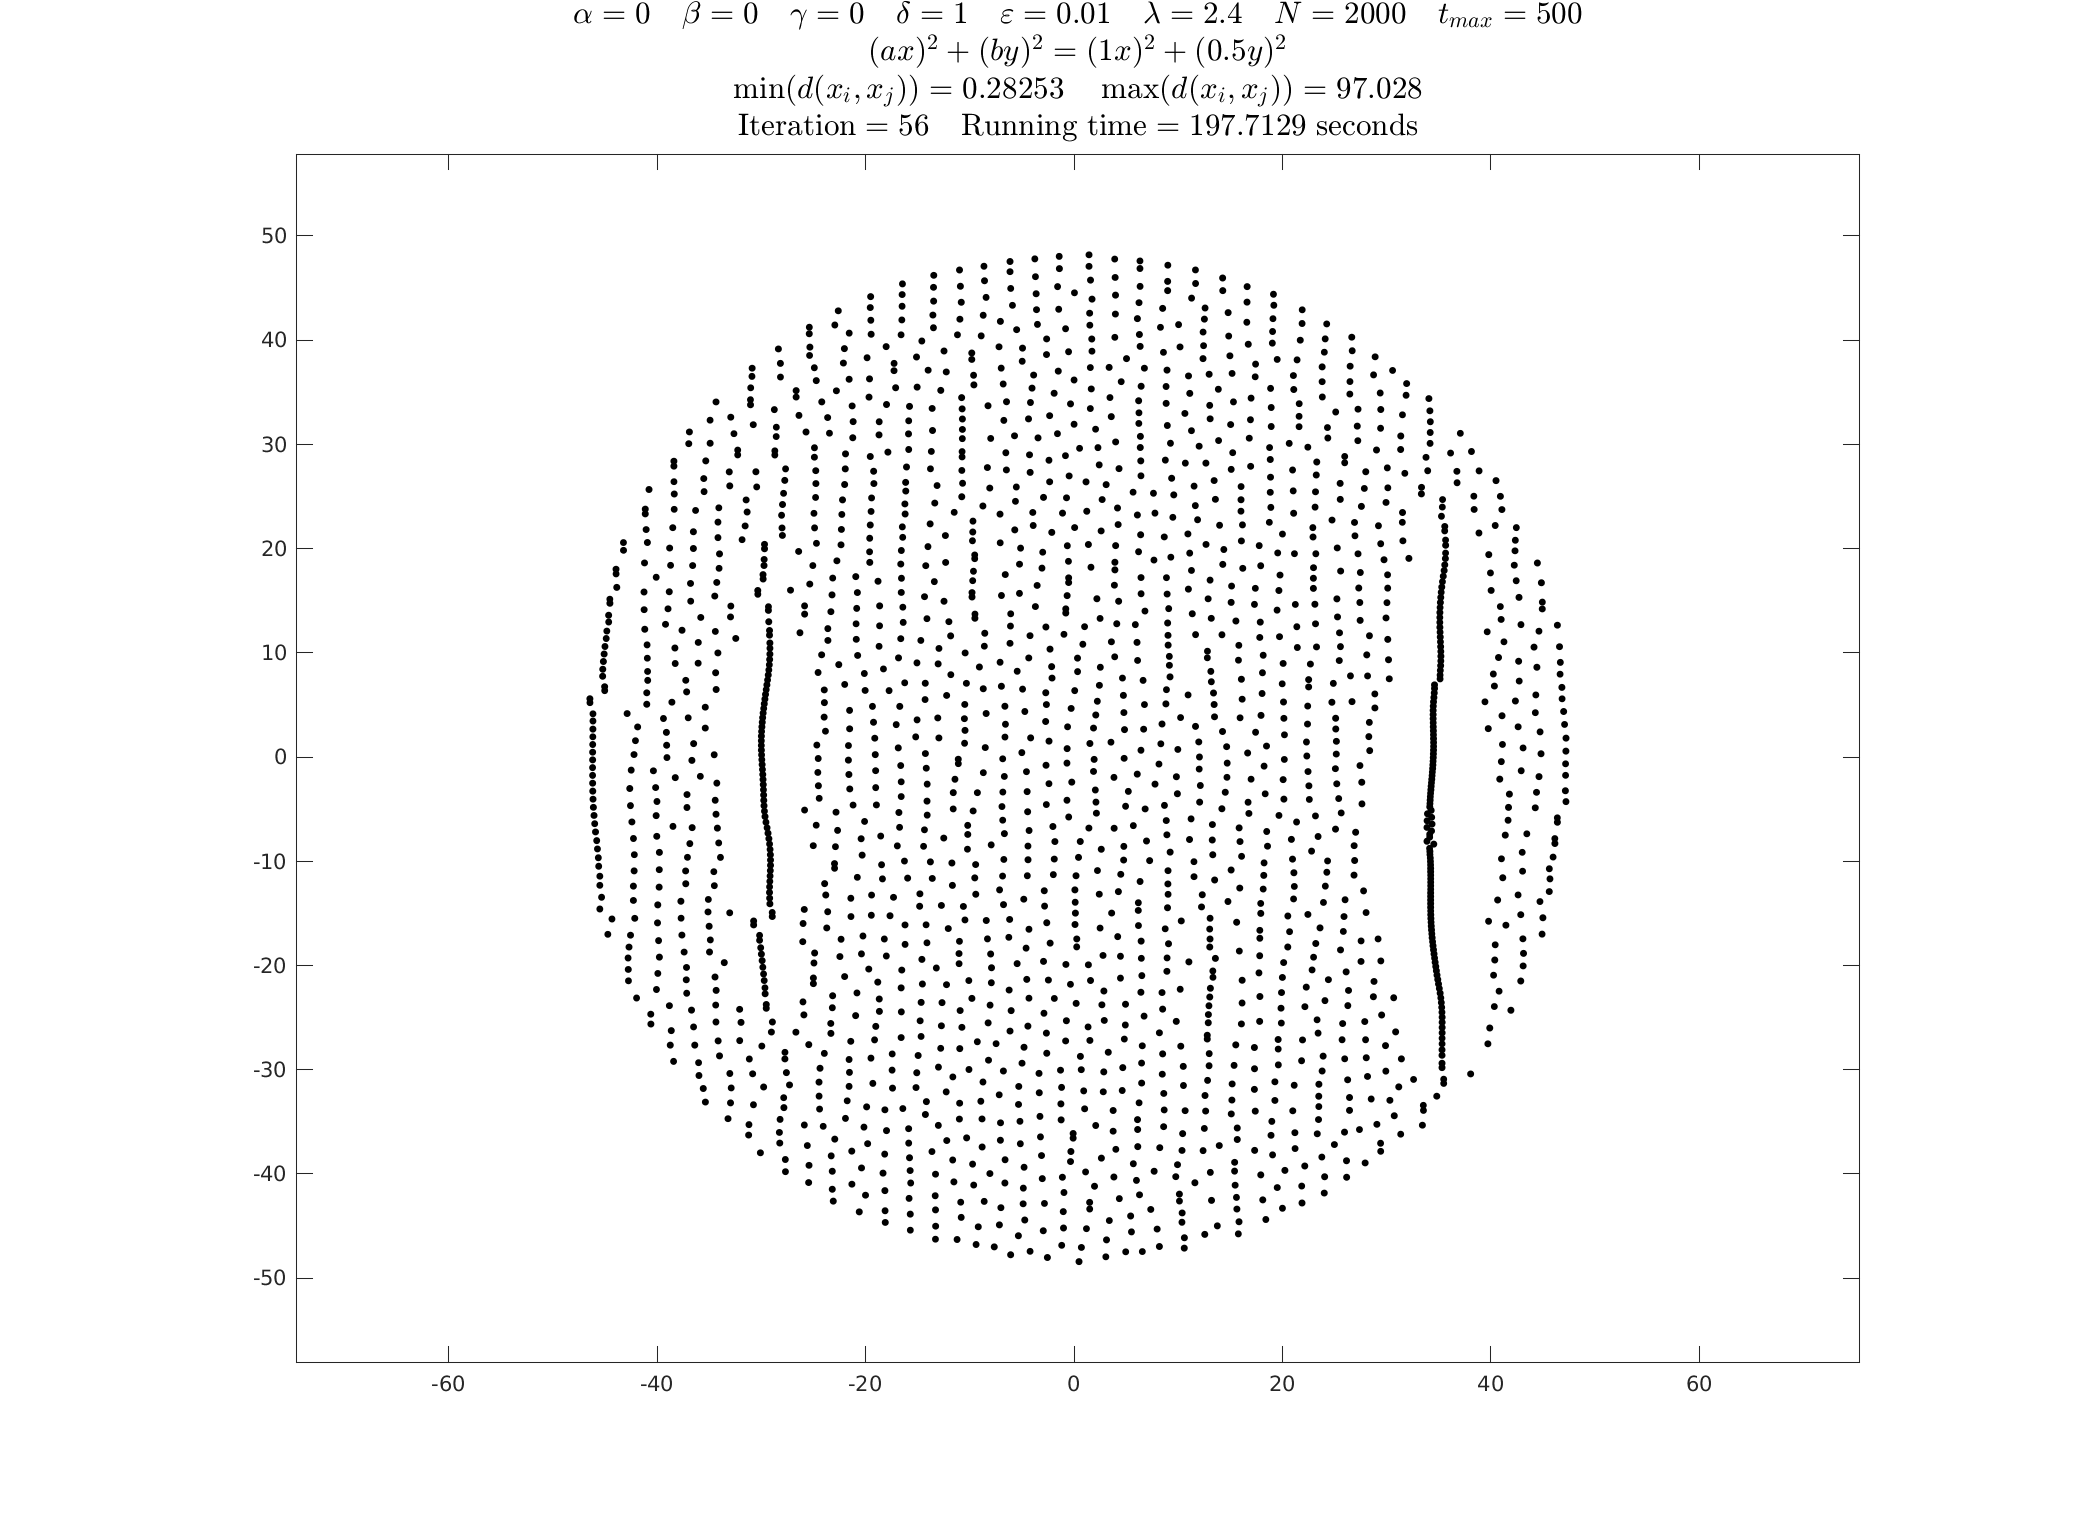 α = 0 β = 0 γ = 0 δ = 1 ε = 0.01 λ = 2.4 N = 2000 t_max = 500
(ax)² + (by)² = (1x)² + (0.5y)²
min(d(x_i, x_j)) = 0.28253 max(d(x_i, x_j)) = 97.028
Iteration = 56 Running time = 197.7129 seconds
50
40
30
20
10
0
-10
-20
-30
-40
-50
-60 -40 -20 0 20 40 60